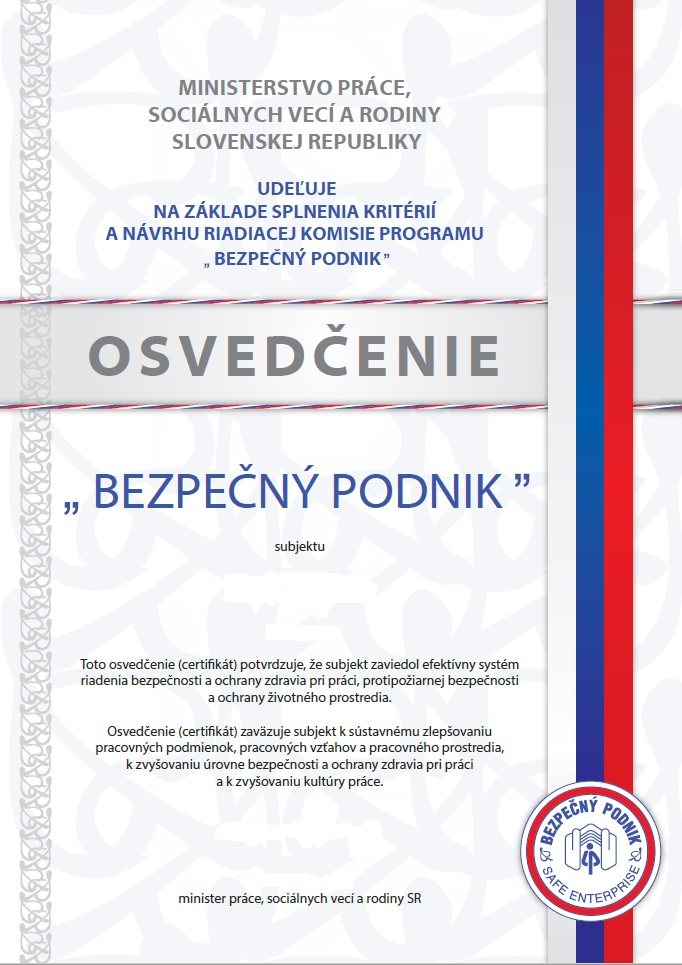 MINISTERSTVO PRÁCE,
SOCIÁLNYCH VECÍ A RODINY
SLOVENSKEJ REPUBLIKY
UDEĽUJE
NA ZÁKLADE SPLNENIA KRITÉRIÍ
A NÁVRHU RIADIACEJ KOMISIE PROGRAMU
„ BEZPEČNÝ PODNIK”
OSVEDČENIE
„ BEZPEČNÝ PODNIK ”
subjektu
Toto osvedčenie (certifikát) potvrdzuje, že subjekt zaviedol efektívny systém
riadenia bezpečnosti a ochrany zdravia pri práci, protipožiarnej bezpečnosti
a ochrany životného prostredia.
Osvedčenie (certifikát) zaväzuje subjekt k sústavnému zlepšovaniu
pracovných podmienok, pracovných vzťahov a pracovného prostredia,
k zvyšovaniu úrovne bezpečnosti a ochrany zdravia pri práci
a k zvyšovaniu kultúry práce.
BEZPEČNÝ PODNIK
SAFE ENTERPRISE
minister práce, sociálnych vecí a rodiny SR